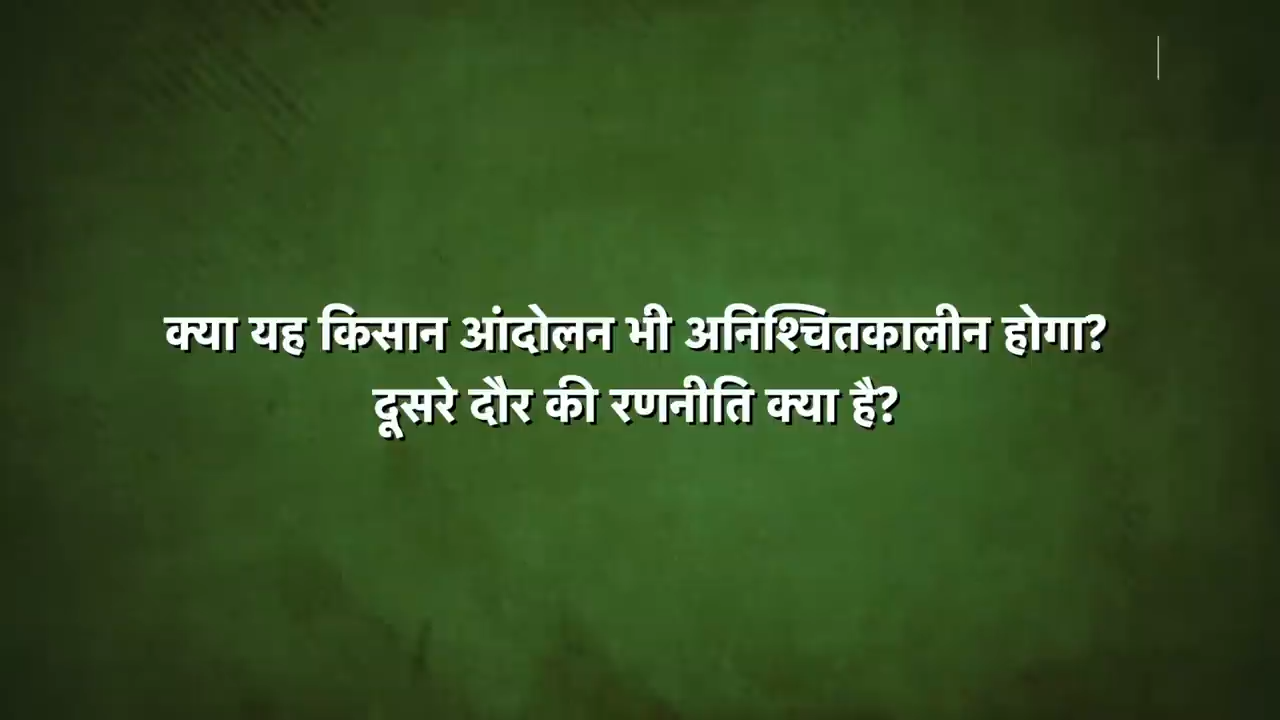 क्या यह किसान आंदोलन भी अनिश्चितकालीन होगा?
दूसरे दौर की रणनीति क्या है?